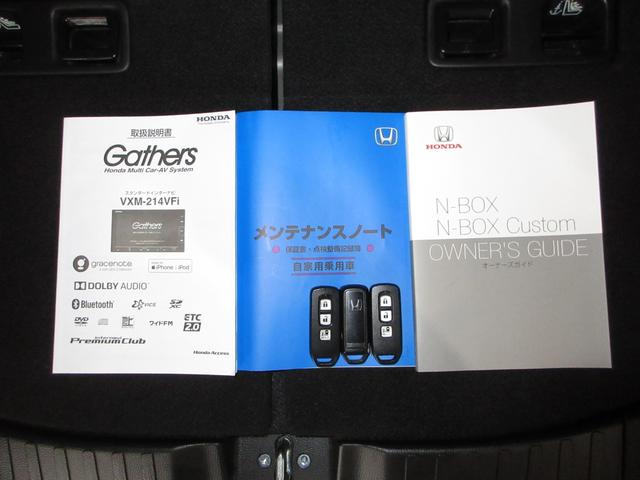 HONDA
取扱説明書
Gathers
Honda Multi Car-AV System
スタンダードインターナビ
VXM-214VFi
Gathers
gracenote
iPhone | iPod
DOLBY AUDIO
Bluetooth
VICS
SD XC
DVD
ワイドFM
ETC 2.0
internavi
Premium Club
Honda Access
メンテナンスノート
保証書・点検整備記録簿
自家用乗用車
HONDA
N-BOX
N-BOX Custom
OWNER'S GUIDE
オーナーズガイド